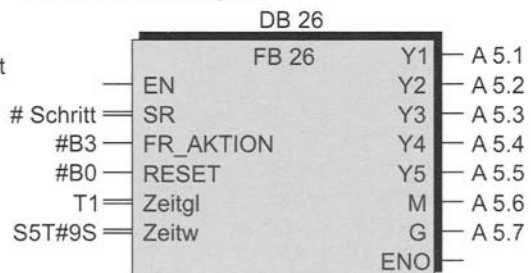 DB 26
FB 26 Y1 A 5.1
t
EN Y2 A 5.2
# Schritt SR Y3 A 5.3
#B3 FR_AKTION Y4 A 5.4
#B0 RESET Y5 A 5.5
T1 Zeitgl M A 5.6
S5T#9S Zeitw G A 5.7
ENO